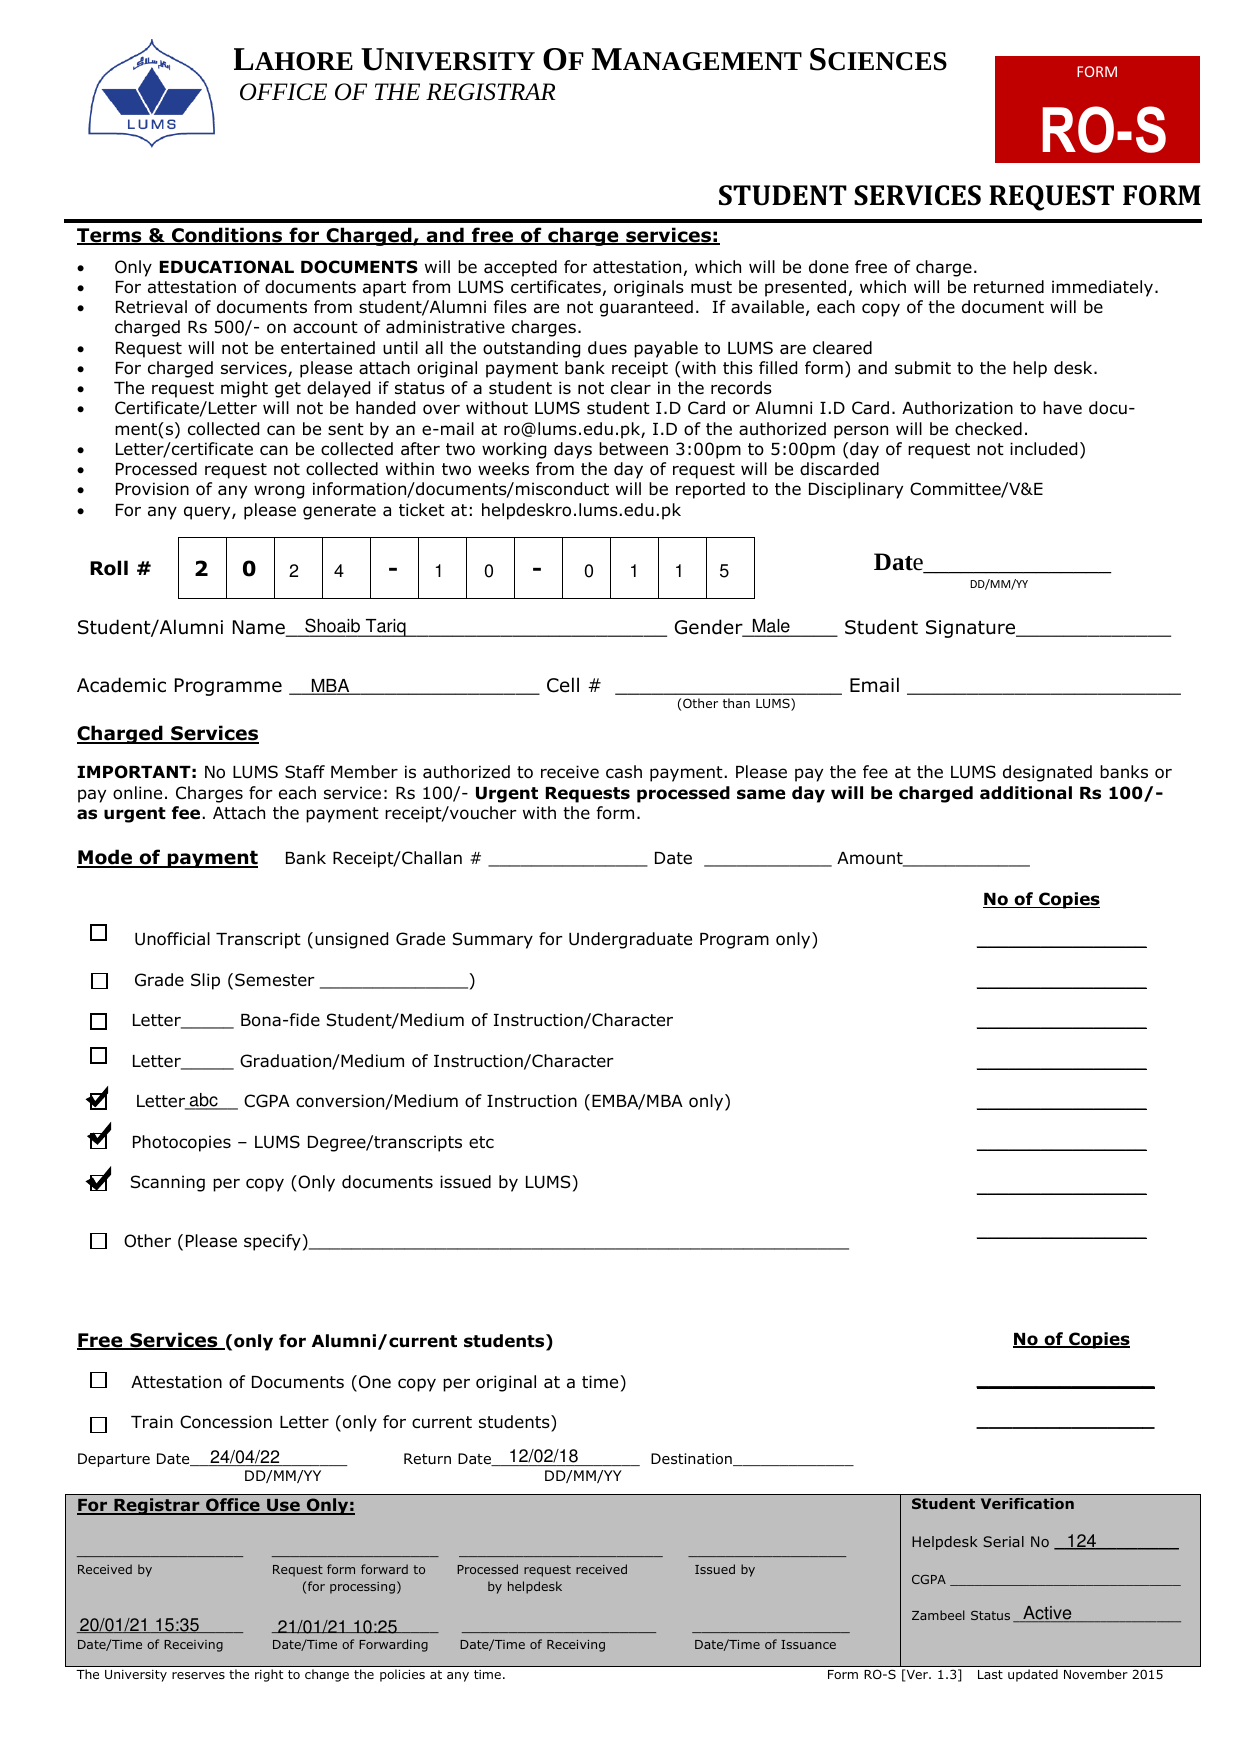 LAHORE UNIVERSITY OF MANAGEMENT SCIENCES
OFFICE OF THE REGISTRAR
LUMS
FORM
RO-S
STUDENT SERVICES REQUEST FORM
Terms & Conditions for Charged, and free of charge services:
• Only EDUCATIONAL DOCUMENTS will be accepted for attestation, which will be done free of charge.
• For attestation of documents apart from LUMS certificates, originals must be presented, which will be returned immediately.
• Retrieval of documents from student/Alumni files are not guaranteed. If available, each copy of the document will be
charged Rs 500/- on account of administrative charges.
• Request will not be entertained until all the outstanding dues payable to LUMS are cleared
• For charged services, please attach original payment bank receipt (with this filled form) and submit to the help desk.
• The request might get delayed if status of a student is not clear in the records
• Certificate/Letter will not be handed over without LUMS student I.D Card or Alumni I.D Card. Authorization to have docu-
ment(s) collected can be sent by an e-mail at ro@lums.edu.pk, I.D of the authorized person will be checked.
• Letter/certificate can be collected after two working days between 3:00pm to 5:00pm (day of request not included)
• Processed request not collected within two weeks from the day of request will be discarded
• Provision of any wrong information/documents/misconduct will be reported to the Disciplinary Committee/V&E
• For any query, please generate a ticket at: helpdeskro.lums.edu.pk
Roll # 2 0 2 4 - 1 0 - 0 1 1 5 Date
DD/MM/YY
Student/Alumni Name Shoaib Tariq Gender Male Student Signature
Academic Programme MBA Cell # Email
(Other than LUMS)
Charged Services
IMPORTANT: No LUMS Staff Member is authorized to receive cash payment. Please pay the fee at the LUMS designated banks or
pay online. Charges for each service: Rs 100/- Urgent Requests processed same day will be charged additional Rs 100/-
as urgent fee. Attach the payment receipt/voucher with the form.
Mode of payment Bank Receipt/Challan # Date Amount
No of Copies
Unofficial Transcript (unsigned Grade Summary for Undergraduate Program only)
Grade Slip (Semester )
Letter Bona-fide Student/Medium of Instruction/Character
Letter Graduation/Medium of Instruction/Character
Letter abc CGPA conversion/Medium of Instruction (EMBA/MBA only)
Photocopies – LUMS Degree/transcripts etc
Scanning per copy (Only documents issued by LUMS)
Other (Please specify)
Free Services (only for Alumni/current students) No of Copies
Attestation of Documents (One copy per original at a time)
Train Concession Letter (only for current students)
Departure Date 24/04/22 Return Date 12/02/18 Destination
DD/MM/YY DD/MM/YY
For Registrar Office Use Only:
Received by Request form forward to Processed request received Issued by
(for processing) by helpdesk
20/01/21 15:35 21/01/21 10:25
Date/Time of Receiving Date/Time of Forwarding Date/Time of Receiving Date/Time of Issuance
Student Verification
Helpdesk Serial No 124
CGPA
Zambeel Status Active
The University reserves the right to change the policies at any time. Form RO-S [Ver. 1.3] Last updated November 2015